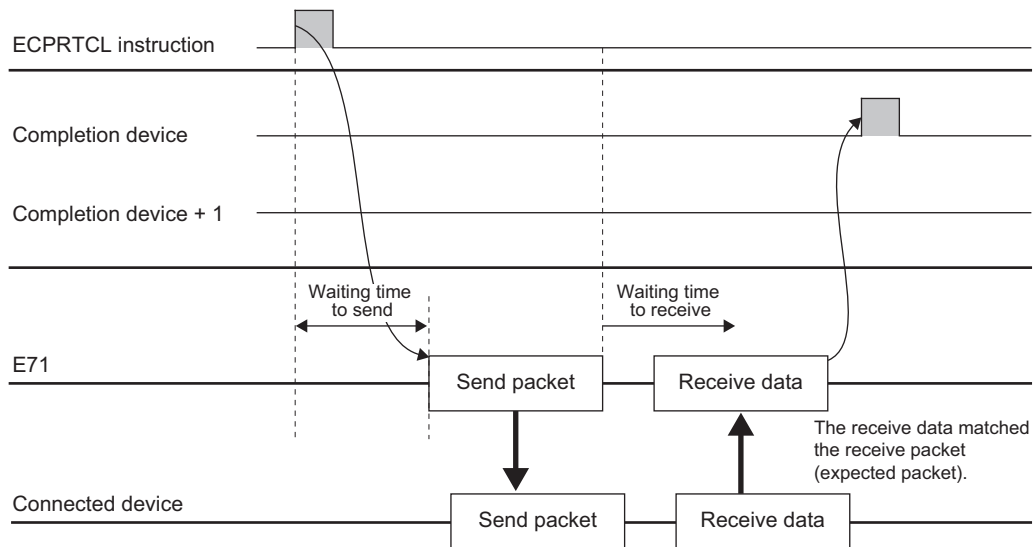 ECPRTCL instruction
Completion device
Completion device + 1
Waiting time
to send
Waiting time
to receive
E71
Send packet
Receive data
The receive data matched
the receive packet
(expected packet).
Connected device
Send packet
Receive data